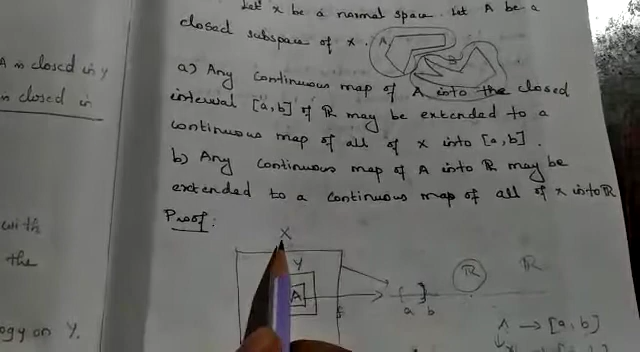 Let x be a normal space. Let A be a
closed subspace of x.
A
a) Any continuous map of A into the closed
interval [a,b] of R may be extended to a
continuous map of all of x into [a,b].
b) Any continuous map of A into R may be
extended to a continuous map of all of x into R
Proof:
X
Y
A
a b
R
R
A → [a, b]
A is closed in y
is closed in
with
the
ogy on Y.